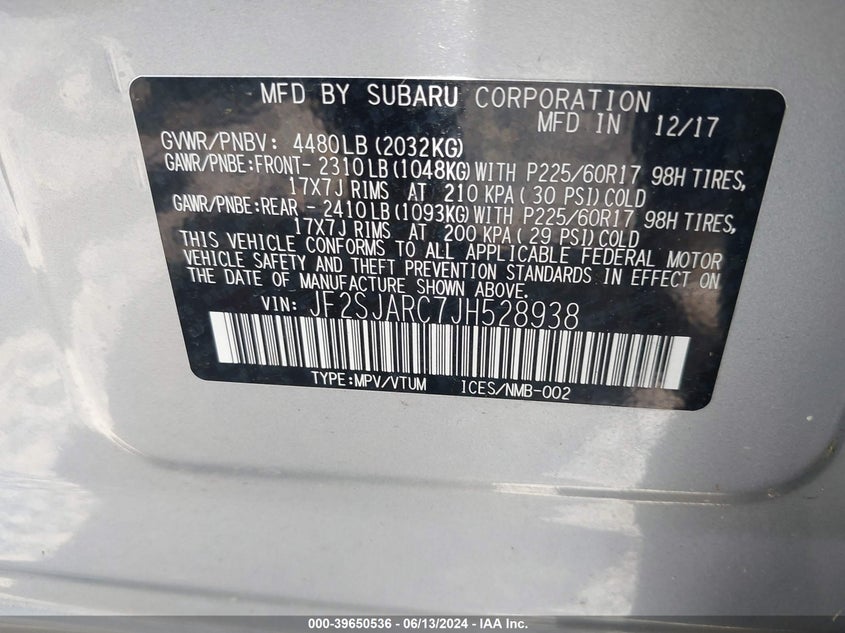 MFD BY SUBARU CORPORATION
MFD IN 12/17
GVWR/PNBV: 4480LB(2032KG)
GAWR/PNBE:FRONT- 2310LB(1048KG)WITH P225/60R17 98H TIRES,
17X7J RIMS AT 210 KPA(30 PSI)COLD
GAWR/PNBE:REAR - 2410LB(1093KG)WITH P225/60R17 98H TIRES,
17X7J RIMS AT 200 KPA(29 PSI)COLD
THIS VEHICLE CONFORMS TO ALL APPLICABLE FEDERAL MOTOR
VEHICLE SAFETY AND THEFT PREVENTION STANDARDS IN EFFECT ON
THE DATE OF MANUFACTURE SHOWN ABOVE.
VIN: JF2SJARC7JH528938
TYPE:MPV/VTUM ICES/NMB-002
000-39650536 - 06/13/2024 - IAA Inc.